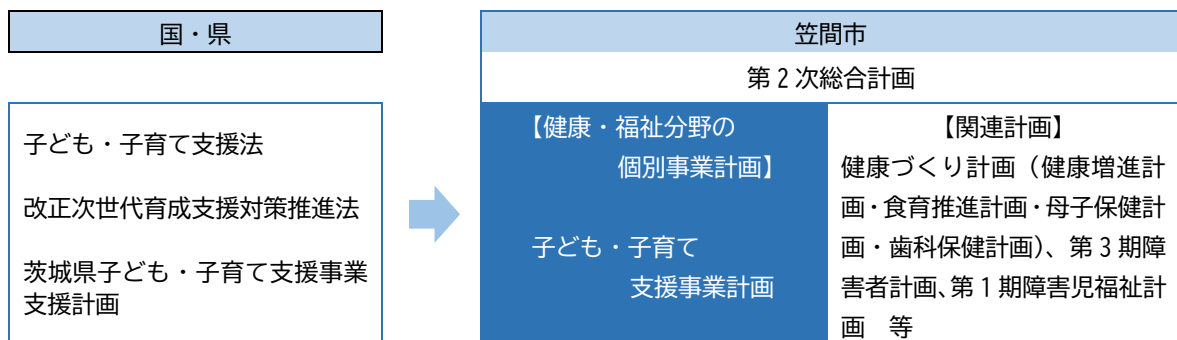 国・県
子ども・子育て支援法
改正次世代育成支援対策推進法
茨城県子ども・子育て支援事業
支援計画
笠間市
第2次総合計画
【健康・福祉分野の
個別事業計画】
子ども・子育て
支援事業計画
【関連計画】
健康づくり計画（健康増進計
画・食育推進計画・母子保健計
画・歯科保健計画）、第3期障
害者計画、第1期障害児福祉計
画　等